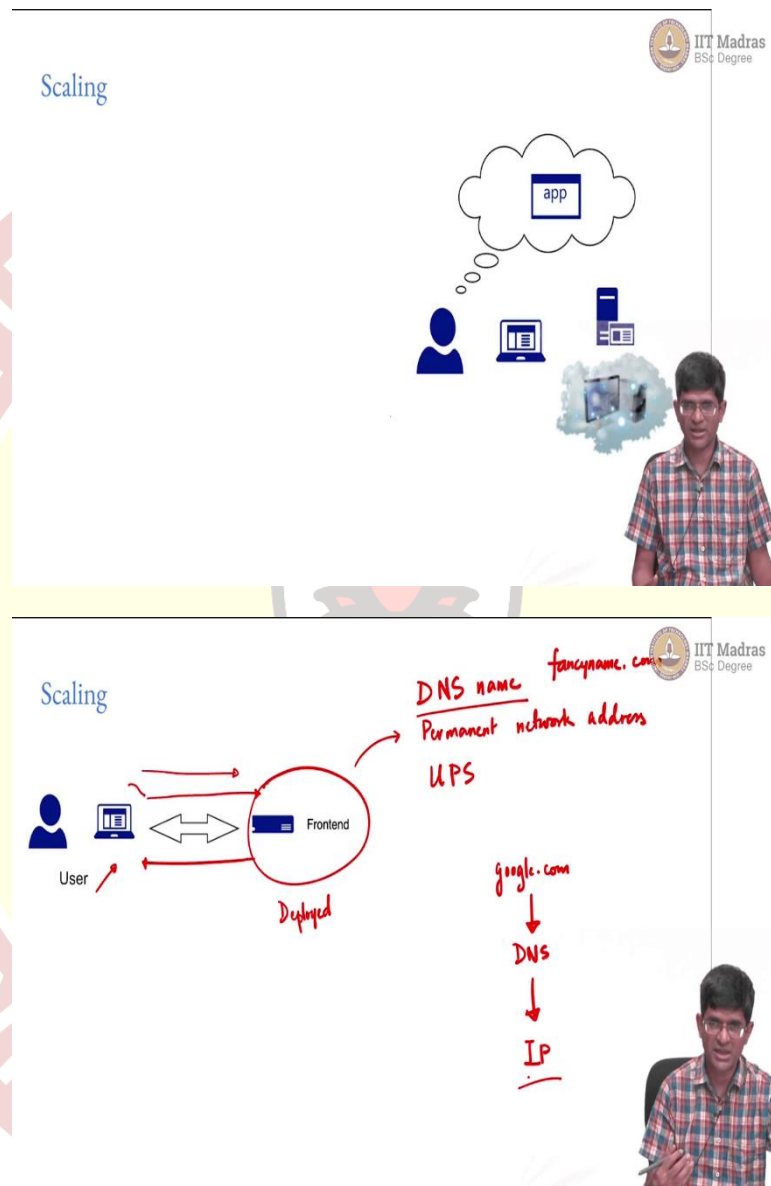 IIT Madras
BSc Degree
Scaling
app
IIT Madras
BSc Degree
Scaling
DNS name fancyname.com
Permanent network address
UPS
Frontend
User
Deployed
google.com
DNS
IP